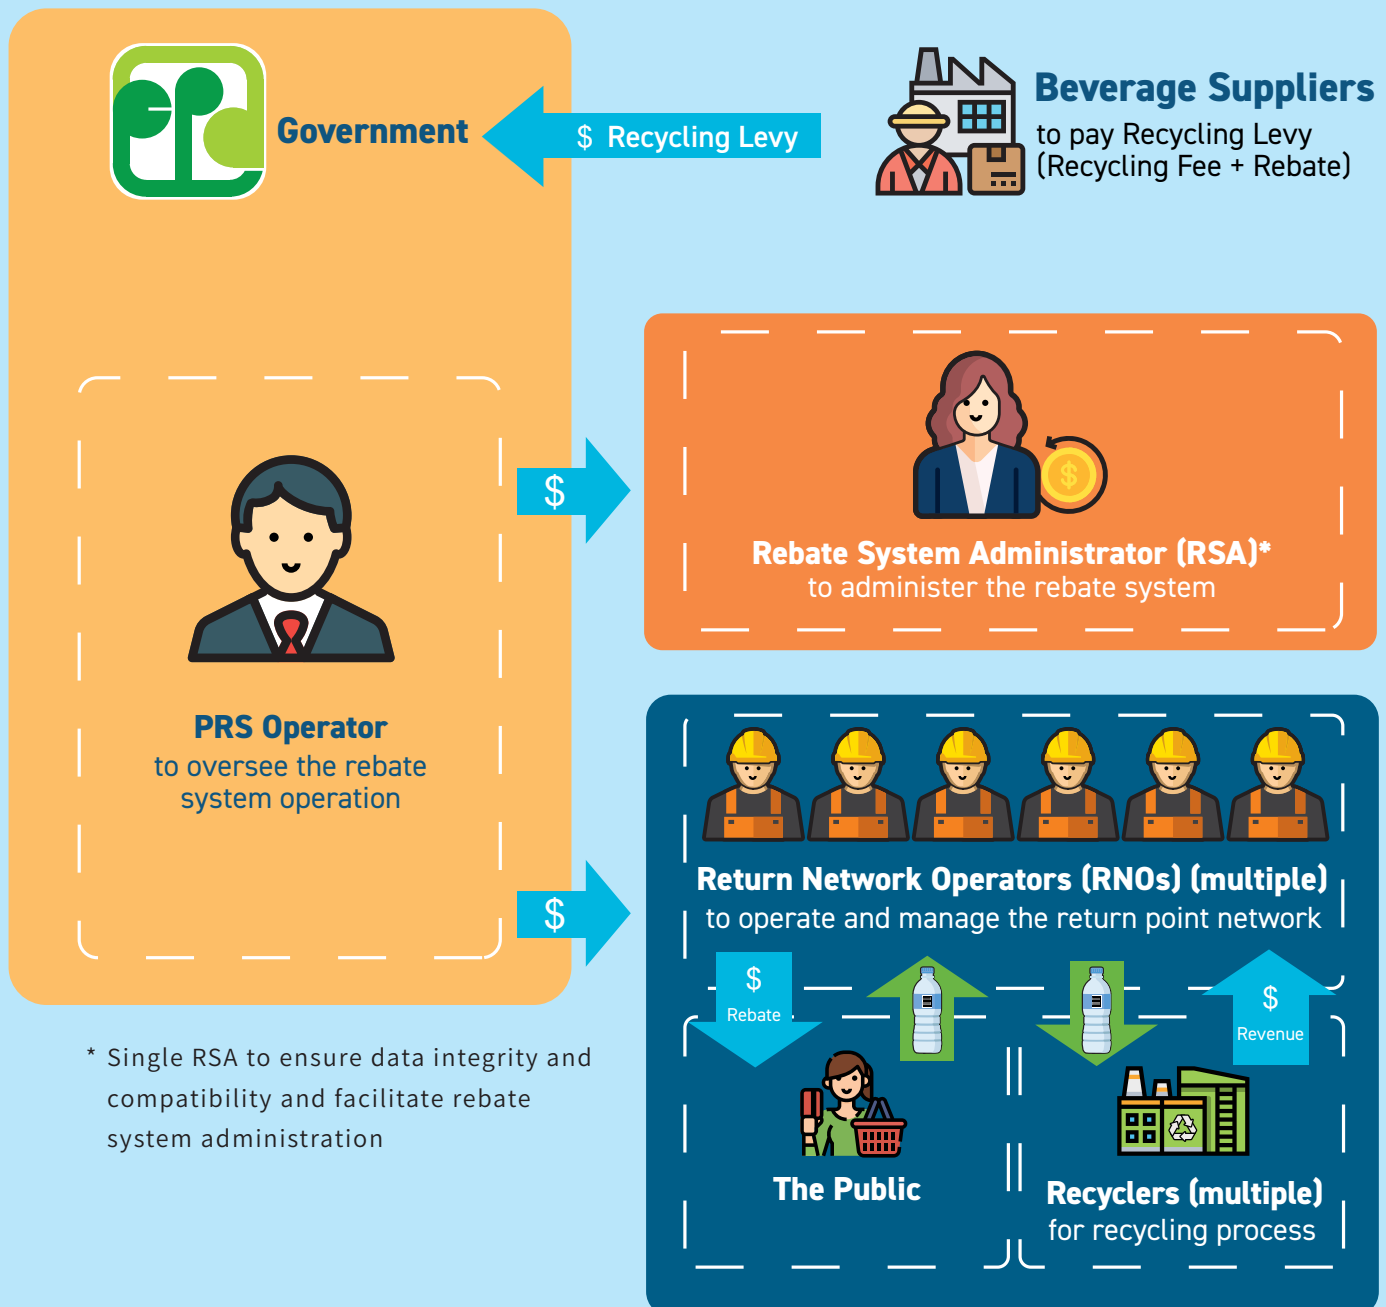 Government
$ Recycling Levy
Beverage Suppliers
to pay Recycling Levy
(Recycling Fee + Rebate)
$
Rebate System Administrator (RSA)*
to administer the rebate system
PRS Operator
to oversee the rebate
system operation
$
$
Return Network Operators (RNOs) (multiple)
to operate and manage the return point network
$
Rebate
$
Revenue
The Public
Recyclers (multiple)
for recycling process
* Single RSA to ensure data integrity and
compatibility and facilitate rebate
system administration